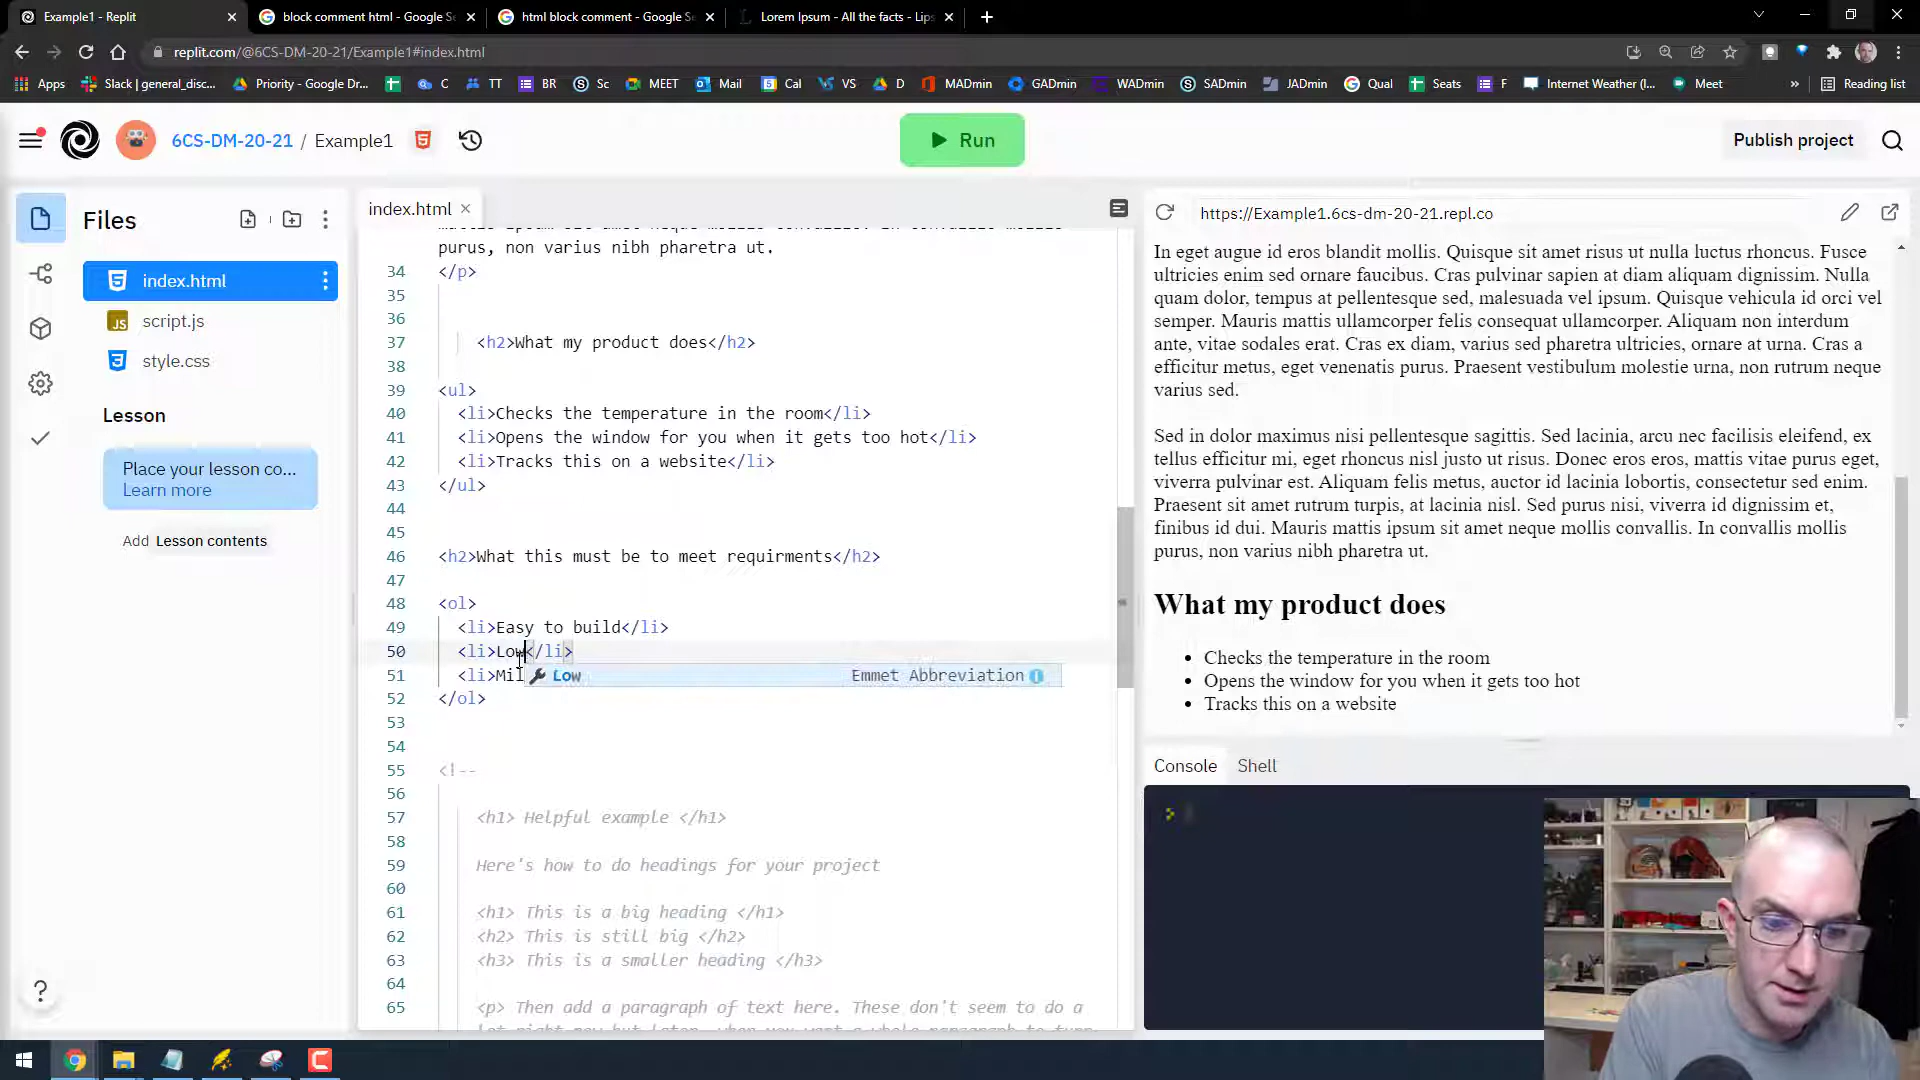 Example1 - Replit
block comment html - Google Se
html block comment - Google Se
Lorem Ipsum - All the facts - Lips
replit.com/@6CS-DM-20-21/Example1#index.html
Apps
Slack | general_disc...
Priority - Google Dr...
C
TT
BR
Sc
MEET
Mail
Cal
VS
D
MADmin
GADmin
WADmin
SADmin
JADmin
Qual
Seats
F
Internet Weather (I...
Meet
»
Reading list
6CS-DM-20-21 / Example1
Run
Publish project
Files
index.html
script.js
style.css
Lesson
Place your lesson co...
Learn more
Add Lesson contents
index.html
purus, non varius nibh pharetra ut.
34 </p>
35
36
37 <h2>What my product does</h2>
38
39 <ul>
40 <li>Checks the temperature in the room</li>
41 <li>Opens the window for you when it gets too hot</li>
42 <li>Tracks this on a website</li>
43 </ul>
44
45
46 <h2>What this must be to meet requirments</h2>
47
48 <ol>
49 <li>Easy to build</li>
50 <li>Low</li>
51 <li>Mil
Low Emmet Abbreviation
52 </ol>
53
54
55 <!--
56
57 <h1> Helpful example </h1>
58
59 Here's how to do headings for your project
60
61 <h1> This is a big heading </h1>
62 <h2> This is still big </h2>
63 <h3> This is a smaller heading </h3>
64
65 <p> Then add a paragraph of text here. These don't seem to do a
https://Example1.6cs-dm-20-21.repl.co
In eget augue id eros blandit mollis. Quisque sit amet risus ut nulla luctus rhoncus. Fusce
ultricies enim sed ornare faucibus. Cras pulvinar sapien at diam aliquam dignissim. Nulla
quam dolor, tempus at pellentesque sed, malesuada vel ipsum. Quisque vehicula id orci vel
semper. Mauris mattis ullamcorper felis consequat ullamcorper. Aliquam non interdum
ante, vitae sodales erat. Cras ex diam, varius sed pharetra ultricies, ornare at urna. Cras a
efficitur metus, eget venenatis purus. Praesent vestibulum molestie urna, non rutrum neque
varius sed.
Sed in dolor maximus nisi pellentesque sagittis. Sed lacinia, arcu nec facilisis eleifend, ex
tellus efficitur mi, eget rhoncus nisl justo ut risus. Donec eros eros, mattis vitae purus eget,
viverra pulvinar est. Aliquam felis metus, auctor id lacinia lobortis, consectetur sed enim.
Praesent sit amet rutrum turpis, at lacinia nisl. Sed purus nisi, viverra id dignissim et,
finibus id dui. Mauris mattis ipsum sit amet neque mollis convallis. In convallis mollis
purus, non varius nibh pharetra ut.
What my product does
• Checks the temperature in the room
• Opens the window for you when it gets too hot
• Tracks this on a website
Console
Shell